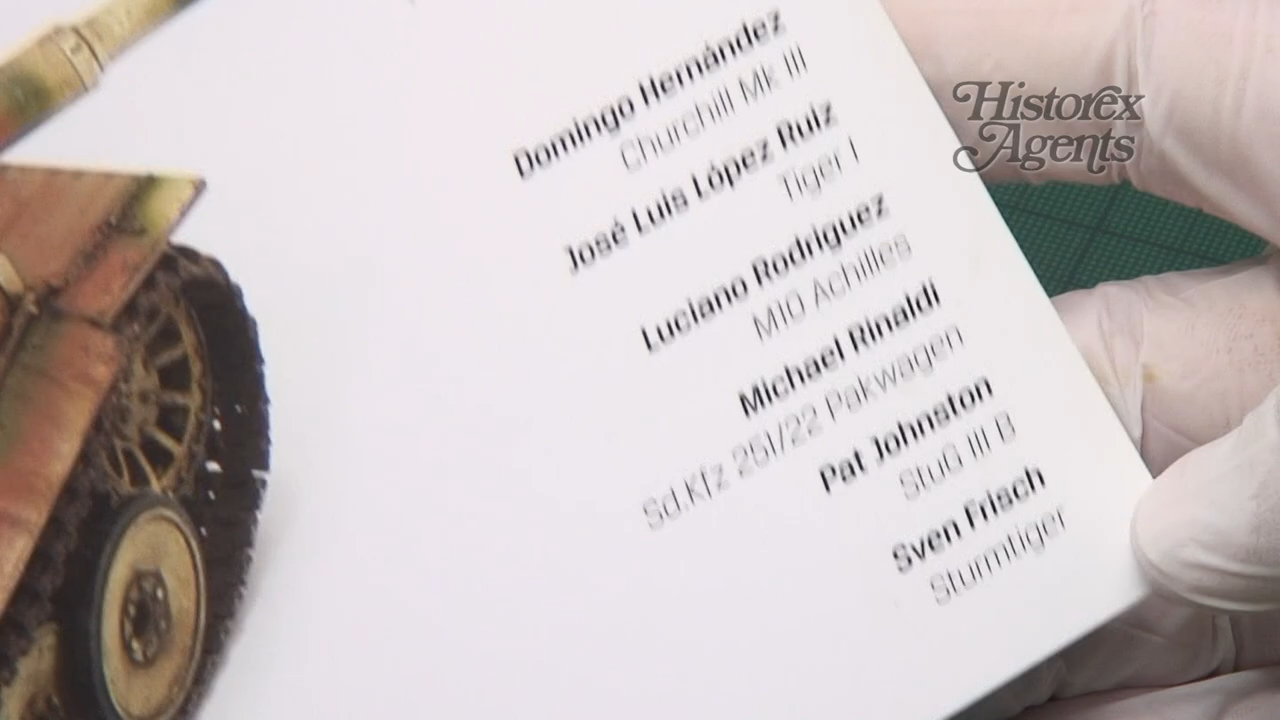 Domingo Hernández
Churchill Mk III
José Luis López Ruiz
Tiger I
Luciano Rodríguez
M10 Achilles
Michael Rinaldi
Sd.Kfz 251/22 Pakwagen
Pat Johnston
StuG III B
Sven Frisch
Sturmtiger
Historex
Agents